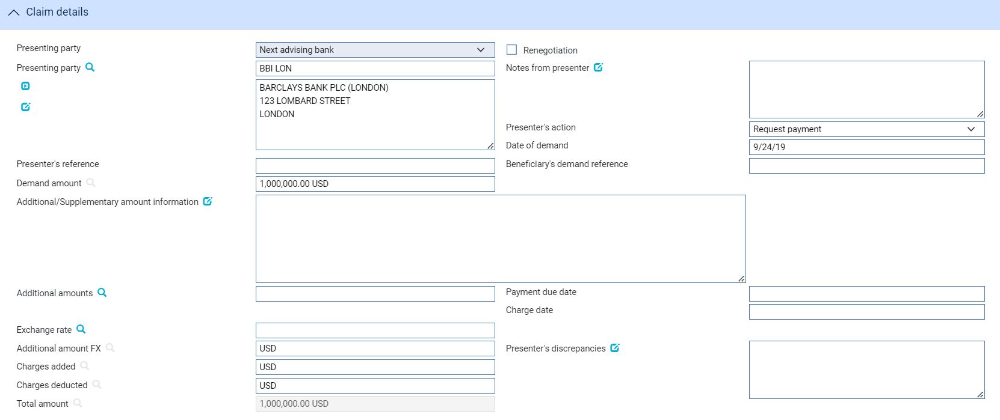 Claim details
Presenting party
Next advising bank
Renegotiation
Presenting party
BBI LON
Notes from presenter
BARCLAYS BANK PLC (LONDON)
123 LOMBARD STREET
LONDON
Presenter's action
Request payment
Date of demand
9/24/19
Presenter's reference
Beneficiary's demand reference
Demand amount
1,000,000.00 USD
Additional/Supplementary amount information
Additional amounts
Payment due date
Charge date
Exchange rate
Additional amount FX
USD
Presenter's discrepancies
Charges added
USD
Charges deducted
USD
Total amount
1,000,000.00 USD